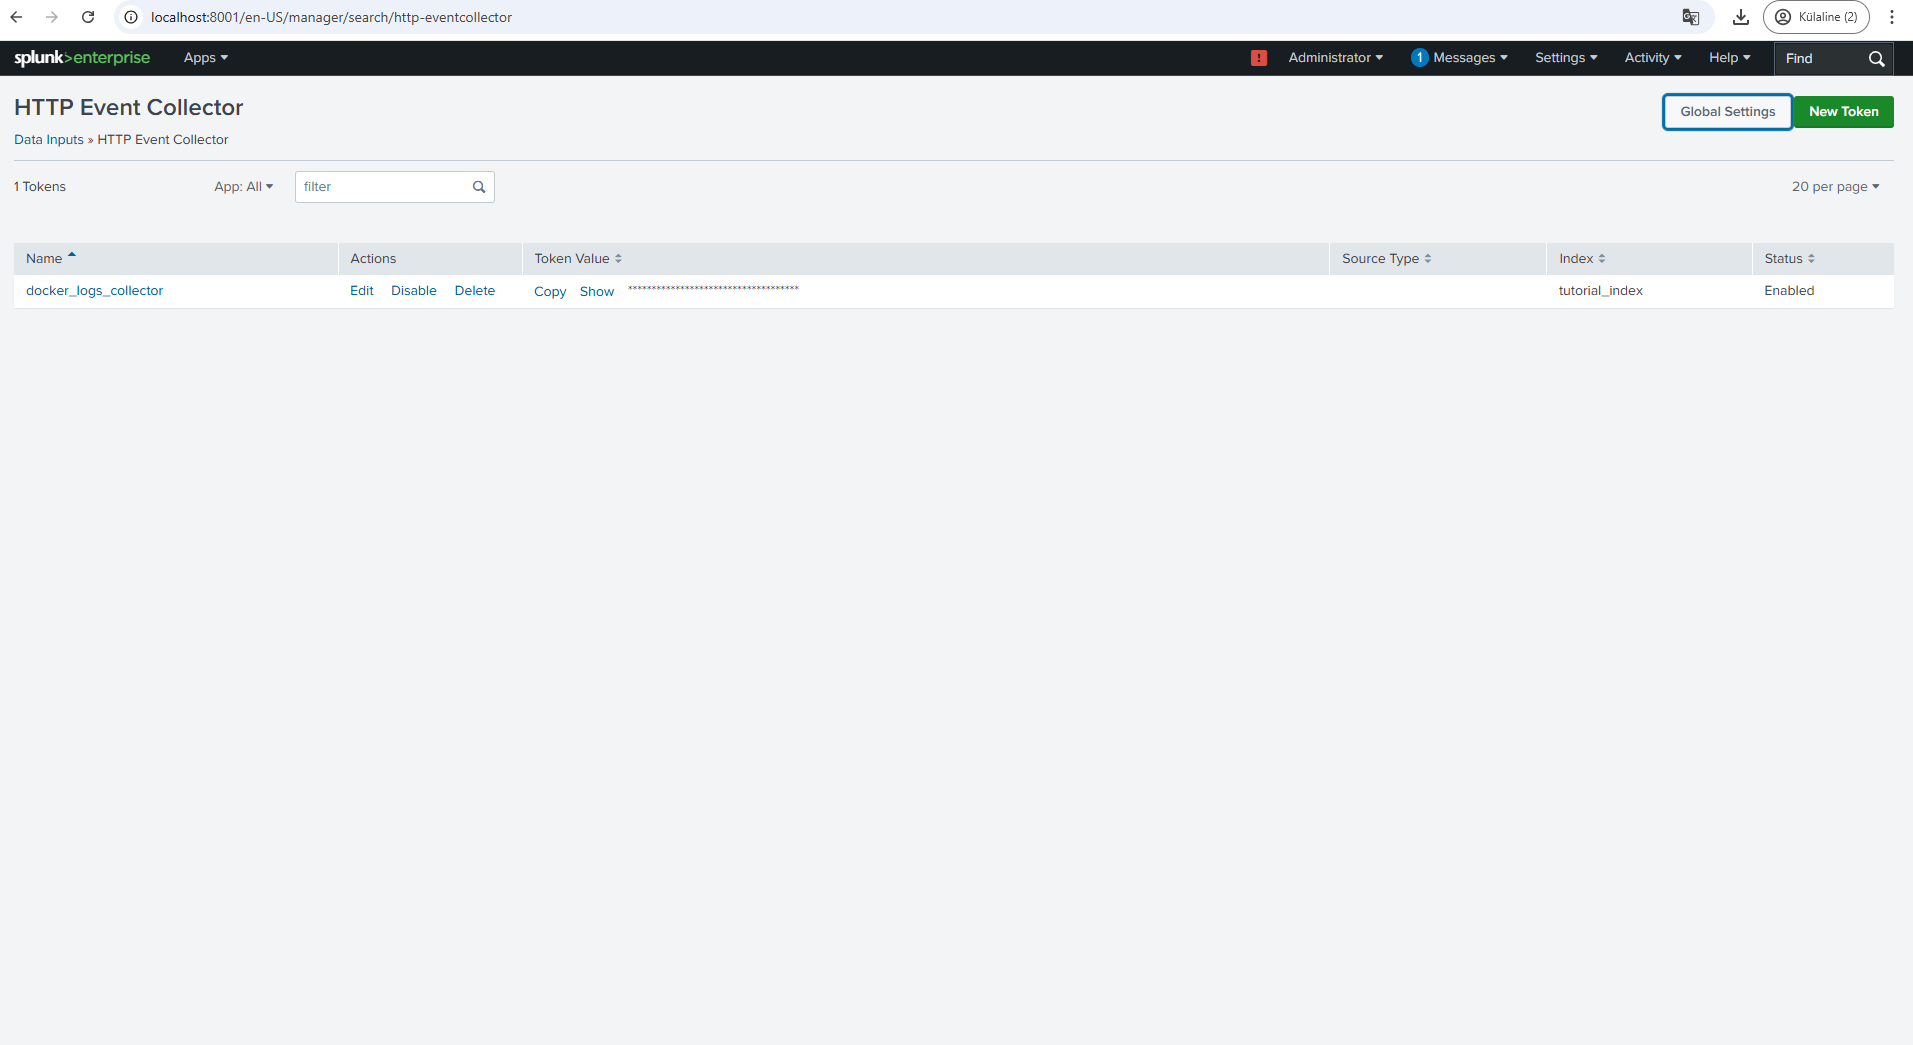 localhost:8001/en-US/manager/search/http-eventcollector
Külaline (2)
splunk>enterprise Apps
! Administrator 1 Messages Settings Activity Help Find
HTTP Event Collector
Global Settings New Token
Data Inputs » HTTP Event Collector
1 Tokens App: All filter 20 per page
Name Actions Token Value Source Type Index Status
docker_logs_collector Edit Disable Delete Copy Show ************************************ tutorial_index Enabled